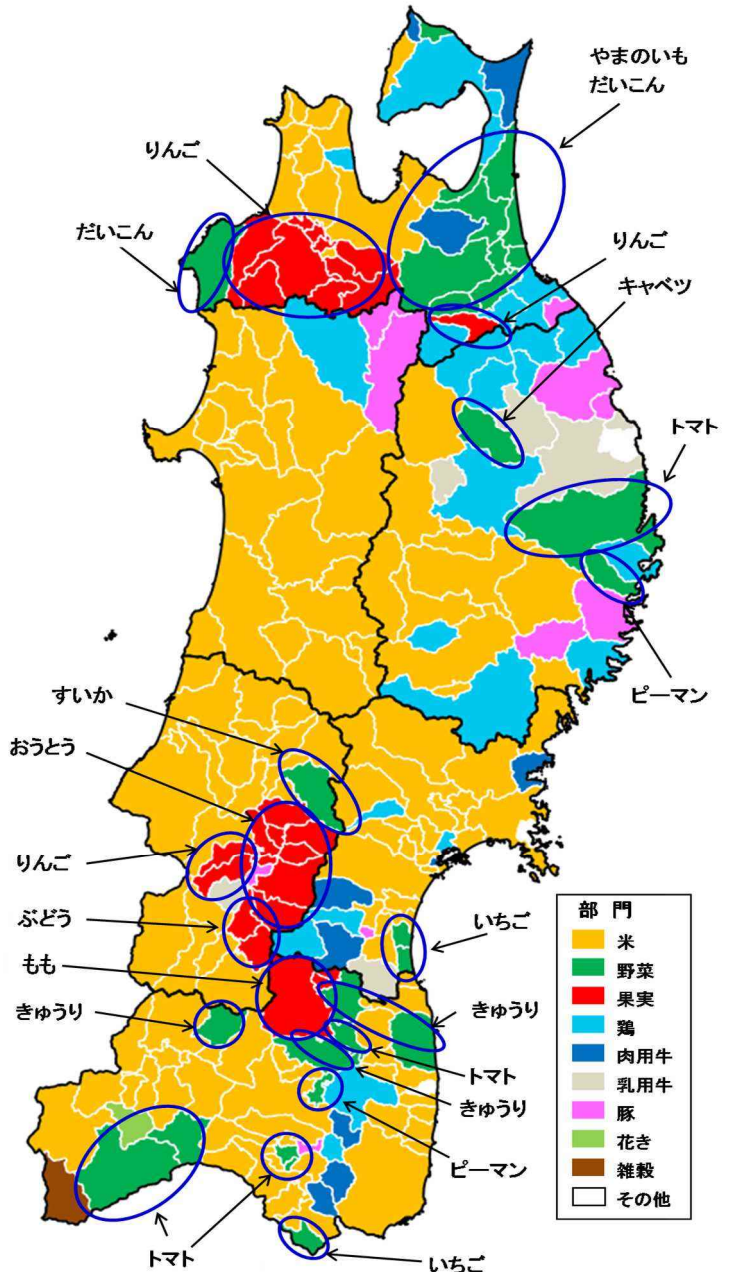 やまのいも
だいこん
りんご
だいこん
りんご
キャベツ
トマト
ピーマン
すいか
おうとう
りんご
ぶどう
もも
きゅうり
いちご
きゅうり
トマト
きゅうり
ピーマン
トマト
いちご
部 門
米
野菜
果実
鶏
肉用牛
乳用牛
豚
花き
雑穀
その他